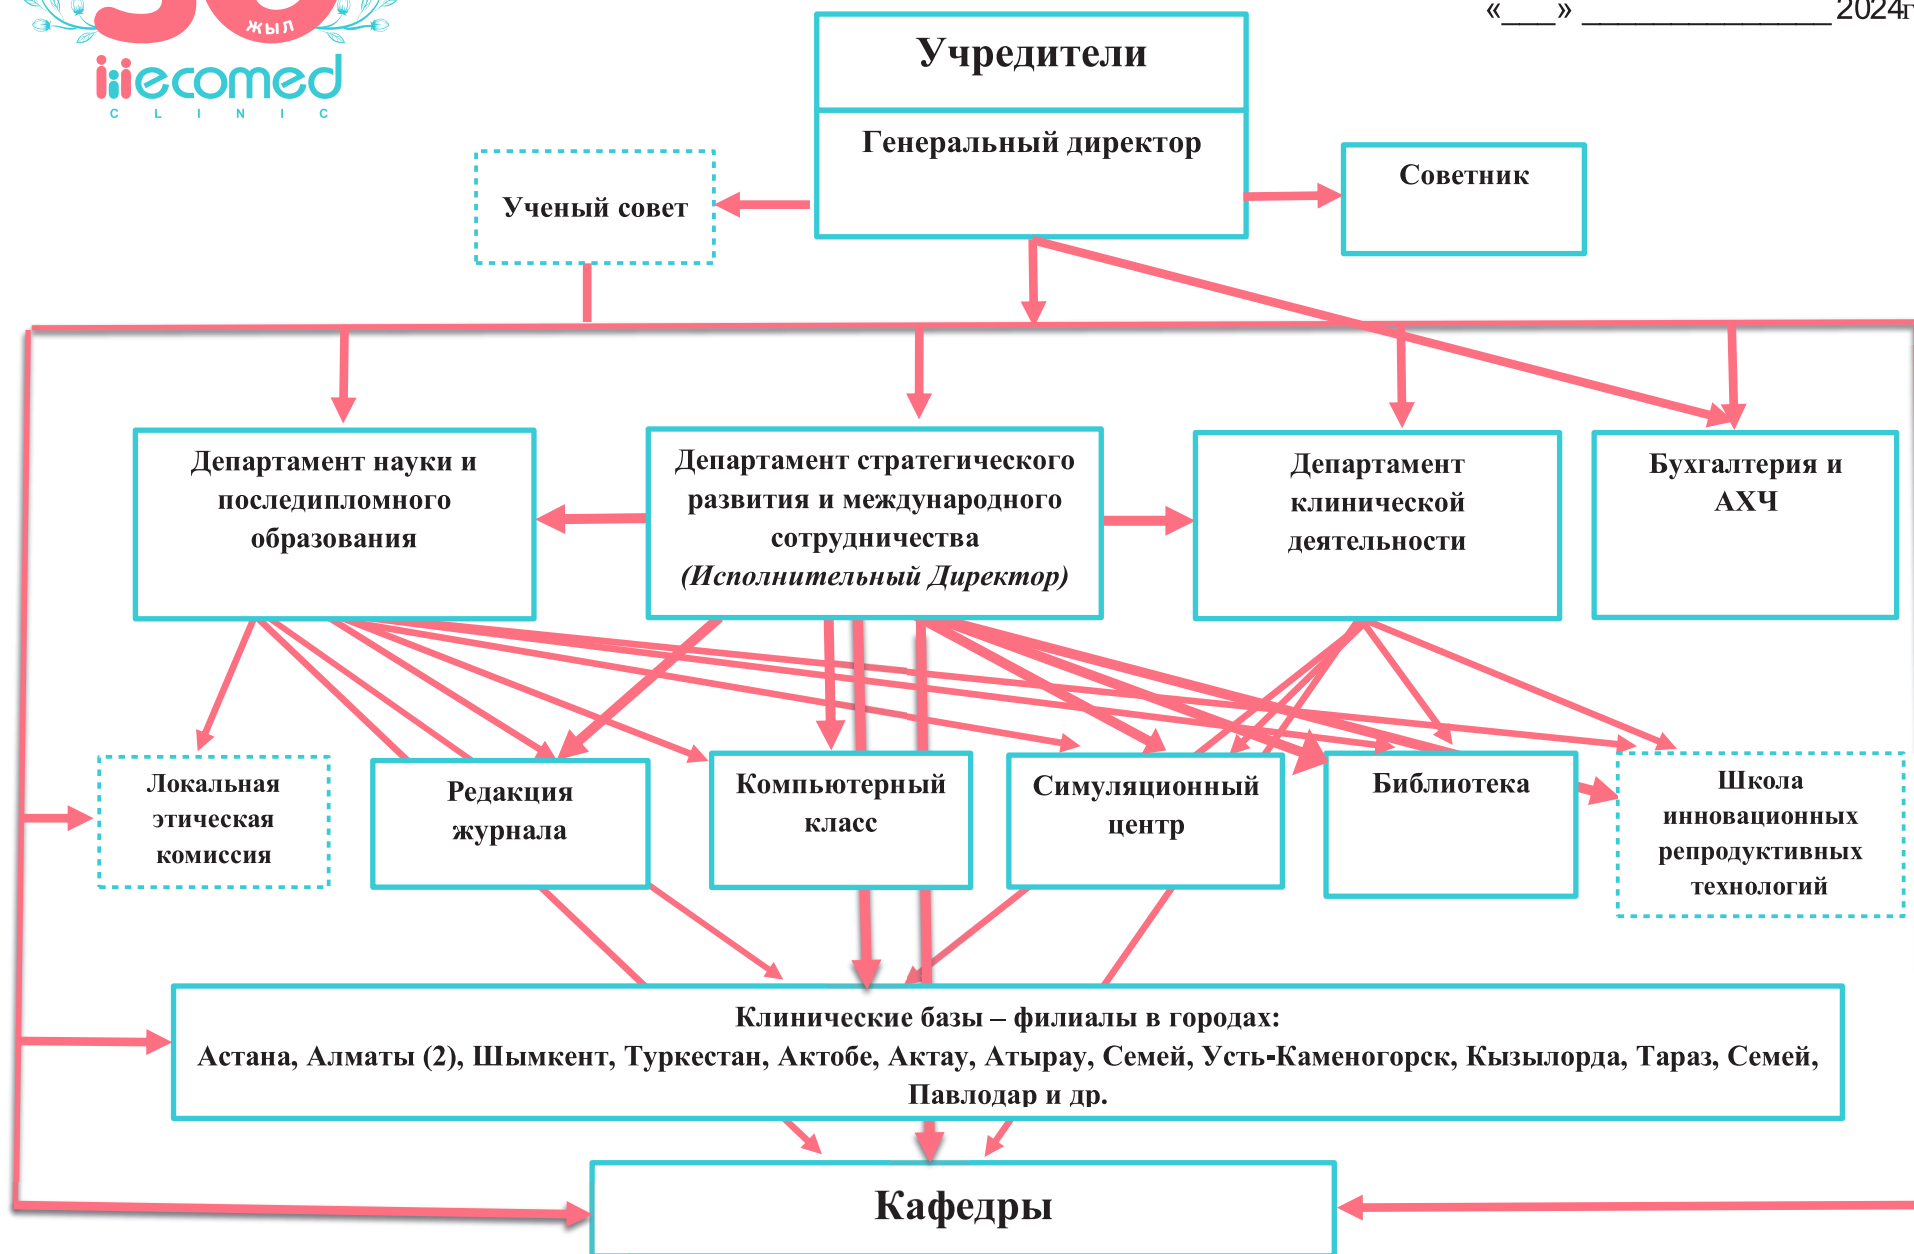 «___» ________________ 2024г
ЖЫЛ
ecomed
CLINIC
Учредители
Генеральный директор
Ученый совет
Советник
Департамент науки и
последипломного
образования
Департамент стратегического
развития и международного
сотрудничества
(Исполнительный Директор)
Департамент
клинической
деятельности
Бухгалтерия и
АХЧ
Локальная
этическая
комиссия
Редакция
журнала
Компьютерный
класс
Симуляционный
центр
Библиотека
Школа
инновационных
репродуктивных
технологий
Клинические базы – филиалы в городах:
Астана, Алматы (2), Шымкент, Туркестан, Актобе, Актау, Атырау, Семей, Усть-Каменогорск, Кызылорда, Тараз, Семей,
Павлодар и др.
Кафедры